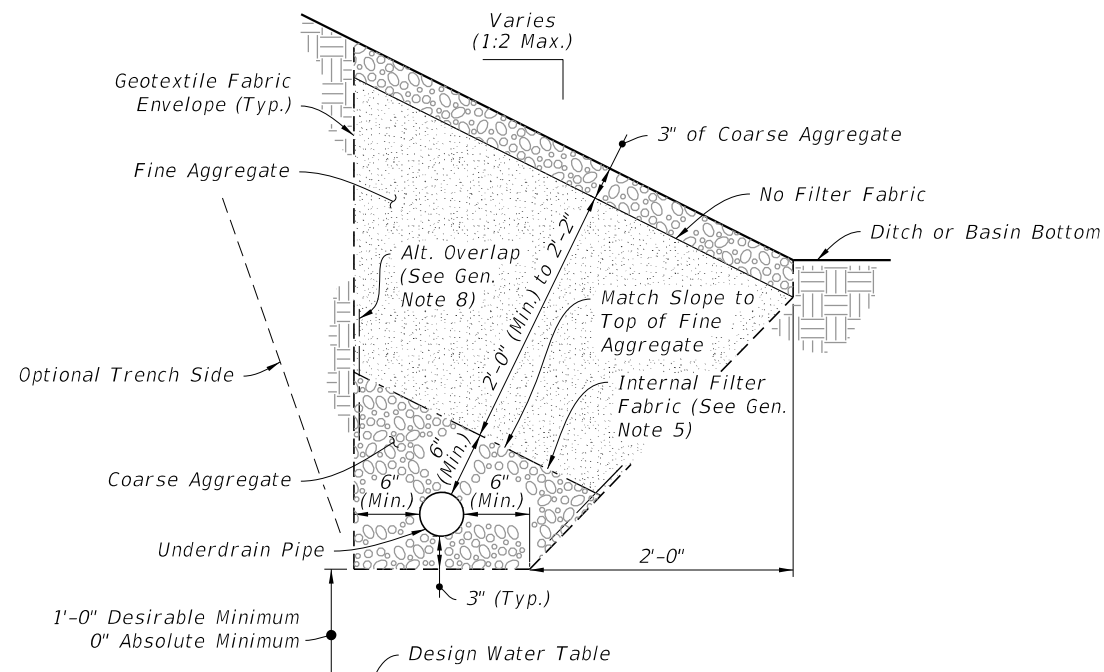 Varies
(1:2 Max.)
Geotextile Fabric
Envelope (Typ.)
3" of Coarse Aggregate
Fine Aggregate
No Filter Fabric
Ditch or Basin Bottom
Alt. Overlap
(See Gen.
Note 8)
2'-0" (Min.) to 2'-2"
Match Slope to
Top of Fine
Aggregate
Optional Trench Side
Internal Filter
Fabric (See Gen.
Note 5)
6"
(Min.)
Coarse Aggregate
6"
(Min.)
6"
(Min.)
Underdrain Pipe
2'-0"
3" (Typ.)
1'-0" Desirable Minimum
0" Absolute Minimum
Design Water Table